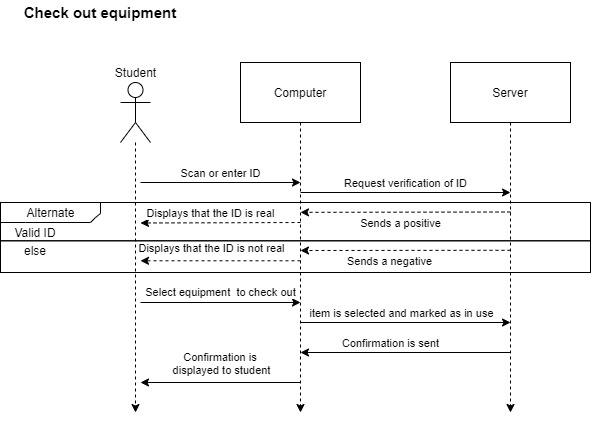 Check out equipment
Student
Computer
Server
Scan or enter ID
Request verification of ID
Alternate
Displays that the ID is real
Sends a positive
Valid ID
else
Displays that the ID is not real
Sends a negative
Select equipment to check out
item is selected and marked as in use
Confirmation is sent
Confirmation is
displayed to student